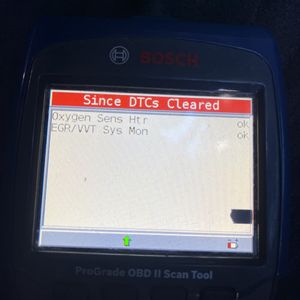 BOSCH
Since DTCs Cleared
Oxygen Sens Htr ok
EGR/VVT Sys Mon ok
ProGrade OBD II Scan Tool